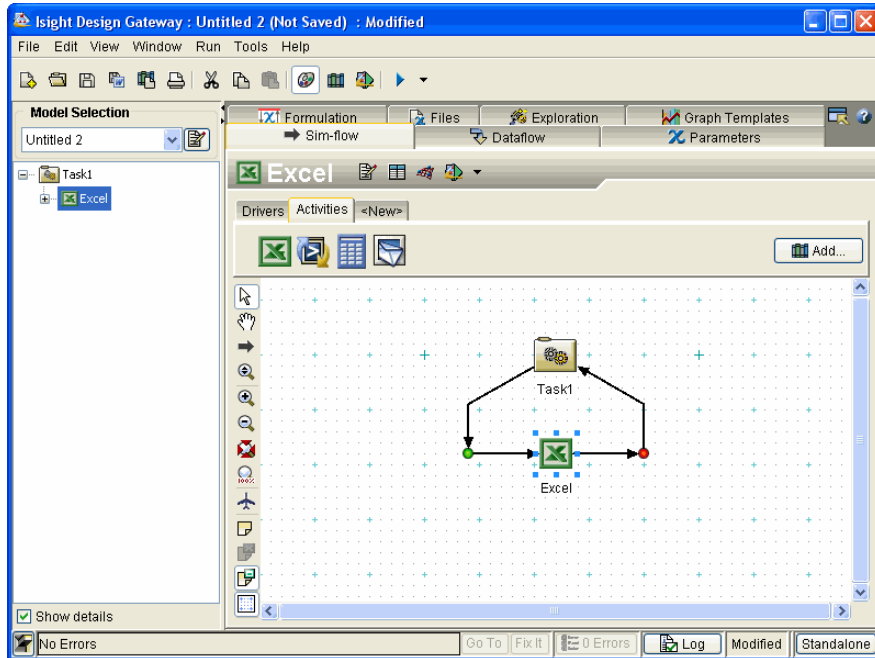 Isight Design Gateway : Untitled 2 (Not Saved) : Modified
File Edit View Window Run Tools Help
Model Selection
Untitled 2
Task1
Excel
Show details
Formulation Files Exploration Graph Templates
Sim-flow Dataflow Parameters
Excel
Drivers Activities <New>
Add...
100%
Task1
Excel
No Errors Go To Fix It 0 Errors Log Modified Standalone